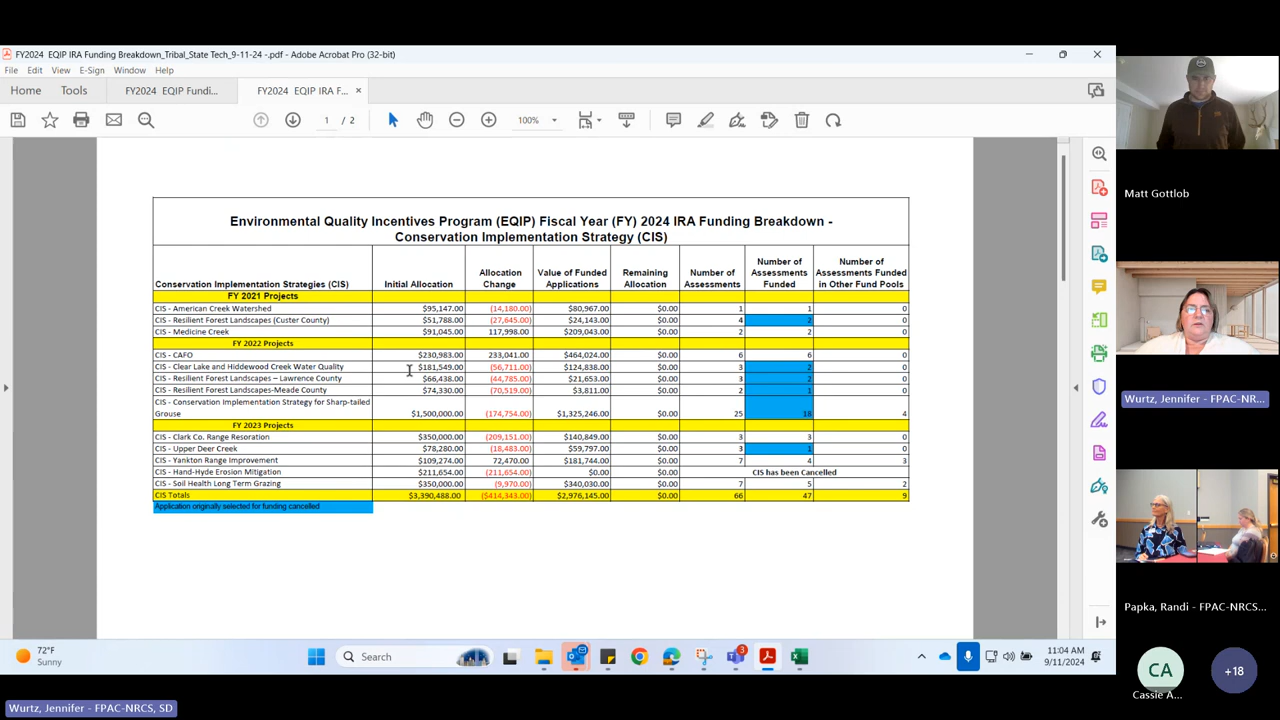 FY2024 EQIP IRA Funding Breakdown_Tribal_State Tech_9-11-24 -.pdf - Adobe Acrobat Pro (32-bit)
File Edit View E-Sign Window Help
Home Tools FY2024 EQIP Fundi... FY2024 EQIP IRA F... ×
1 / 2 100%
Environmental Quality Incentives Program (EQIP) Fiscal Year (FY) 2024 IRA Funding Breakdown -
Conservation Implementation Strategy (CIS)
Conservation Implementation Strategies (CIS) Initial Allocation Allocation Change Value of Funded Applications Remaining Allocation Number of Assessments Number of Assessments Funded Number of Assessments Funded in Other Fund Pools
FY 2021 Projects
CIS - American Creek Watershed $95,147.00 (14,180.00) $80,967.00 $0.00 1 1 0
CIS - Resilient Forest Landscapes (Custer County) $51,788.00 (27,645.00) $24,143.00 $0.00 4 2 0
CIS - Medicine Creek $91,045.00 117,998.00 $209,043.00 $0.00 2 2 0
FY 2022 Projects
CIS - CAFO $230,983.00 233,041.00 $464,024.00 $0.00 6 6 0
CIS - Clear Lake and Hiddewood Creek Water Quality $181,549.00 (56,711.00) $124,838.00 $0.00 3 2 0
CIS - Resilient Forest Landscapes – Lawrence County $66,438.00 (44,785.00) $21,653.00 $0.00 3 2 0
CIS - Resilient Forest Landscapes-Meade County $74,330.00 (70,519.00) $3,811.00 $0.00 2 1 0
CIS - Conservation Implementation Strategy for Sharp-tailed
Grouse $1,500,000.00 (174,754.00) $1,325,246.00 $0.00 25 18 4
FY 2023 Projects
CIS - Clark Co. Range Resoration $350,000.00 (209,151.00) $140,849.00 $0.00 3 3 0
CIS - Upper Deer Creek $78,280.00 (18,483.00) $59,797.00 $0.00 3 1 0
CIS - Yankton Range Improvement $109,274.00 72,470.00 $181,744.00 $0.00 7 4 3
CIS - Hand-Hyde Erosion Mitigation $211,654.00 (211,654.00) $0.00 $0.00 CIS has been Cancelled
CIS - Soil Health Long Term Grazing $350,000.00 (9,970.00) $340,030.00 $0.00 7 5 2
CIS Totals $3,390,488.00 ($414,343.00) $2,976,145.00 $0.00 66 47 9
Application originally selected for funding cancelled
Matt Gottlob
Wurtz, Jennifer - FPAC-NR...
Papka, Randi - FPAC-NRCS...
CA
Cassie A...
+18
72°F
Sunny
Search
3
11:04 AM
9/11/2024
Wurtz, Jennifer - FPAC-NRCS, SD